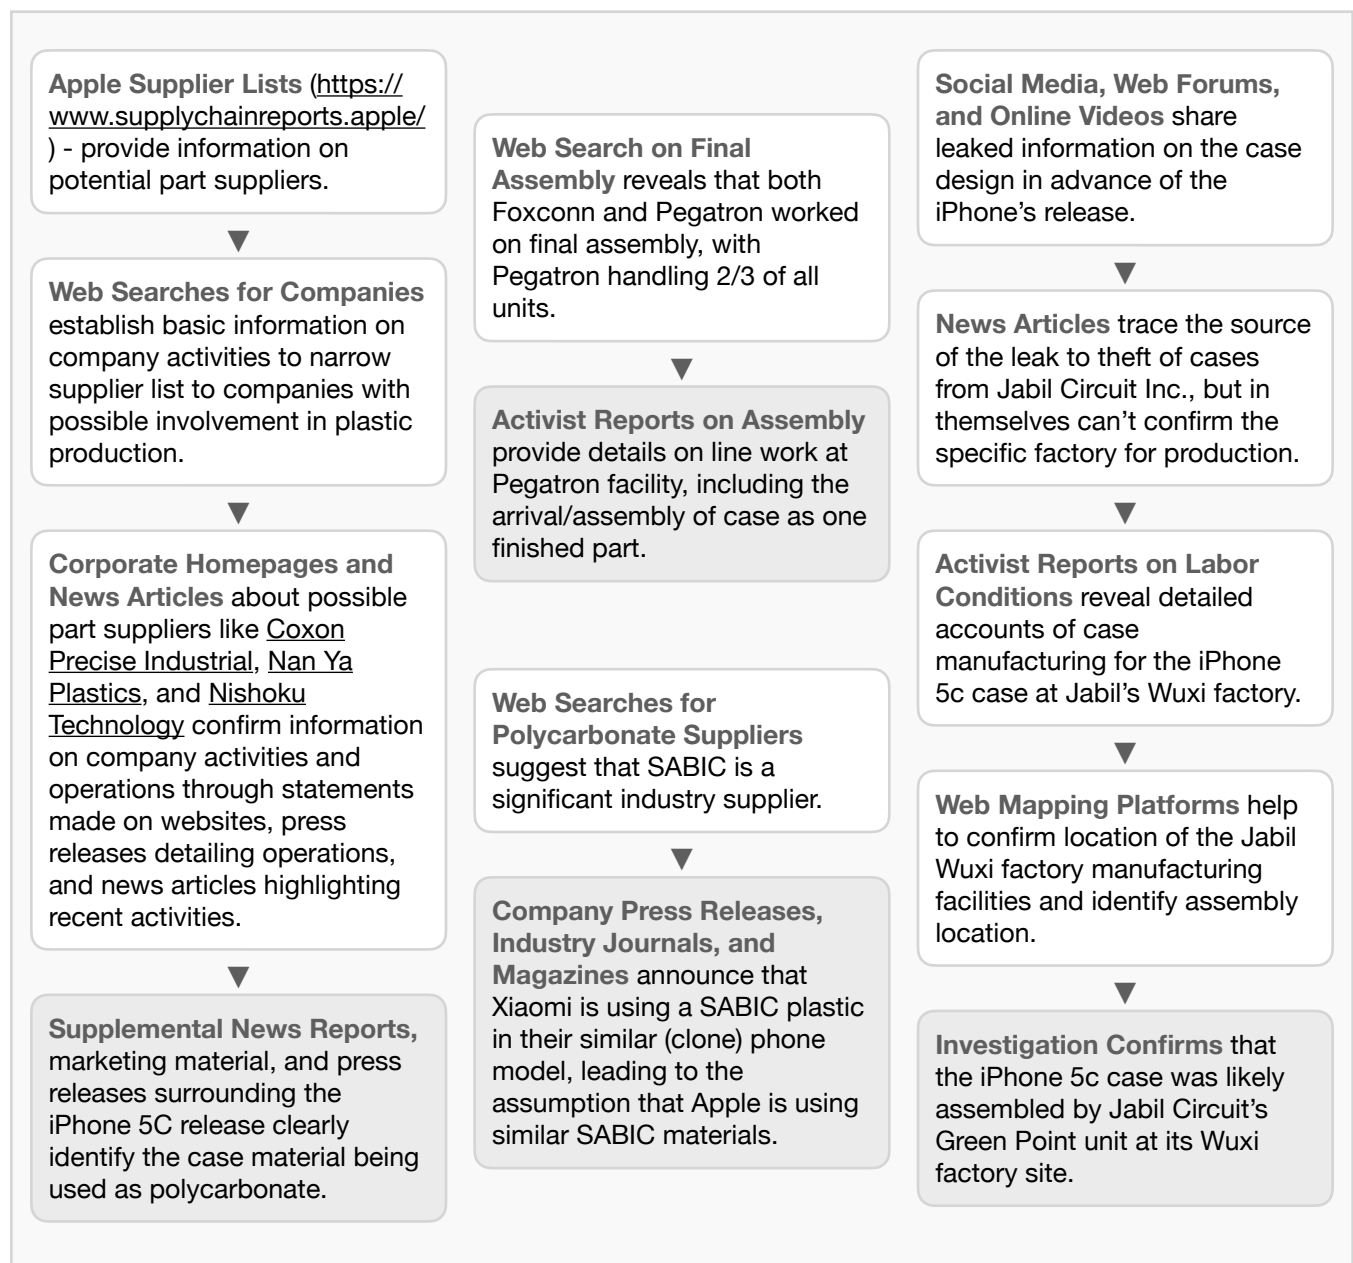 Apple Supplier Lists (https://
www.supplychainreports.apple/
) - provide information on
potential part suppliers.
▼
Web Searches for Companies
establish basic information on
company activities to narrow
supplier list to companies with
possible involvement in plastic
production.
▼
Corporate Homepages and
News Articles about possible
part suppliers like Coxon
Precise Industrial, Nan Ya
Plastics, and Nishoku
Technology confirm information
on company activities and
operations through statements
made on websites, press
releases detailing operations,
and news articles highlighting
recent activities.
▼
Supplemental News Reports,
marketing material, and press
releases surrounding the
iPhone 5C release clearly
identify the case material being
used as polycarbonate.
Web Search on Final
Assembly reveals that both
Foxconn and Pegatron worked
on final assembly, with
Pegatron handling 2/3 of all
units.
▼
Activist Reports on Assembly
provide details on line work at
Pegatron facility, including the
arrival/assembly of case as one
finished part.
Web Searches for
Polycarbonate Suppliers
suggest that SABIC is a
significant industry supplier.
▼
Company Press Releases,
Industry Journals, and
Magazines announce that
Xiaomi is using a SABIC plastic
in their similar (clone) phone
model, leading to the
assumption that Apple is using
similar SABIC materials.
Social Media, Web Forums,
and Online Videos share
leaked information on the case
design in advance of the
iPhone's release.
▼
News Articles trace the source
of the leak to theft of cases
from Jabil Circuit Inc., but in
themselves can't confirm the
specific factory for production.
▼
Activist Reports on Labor
Conditions reveal detailed
accounts of case
manufacturing for the iPhone
5c case at Jabil's Wuxi factory.
▼
Web Mapping Platforms help
to confirm location of the Jabil
Wuxi factory manufacturing
facilities and identify assembly
location.
▼
Investigation Confirms that
the iPhone 5c case was likely
assembled by Jabil Circuit's
Green Point unit at its Wuxi
factory site.